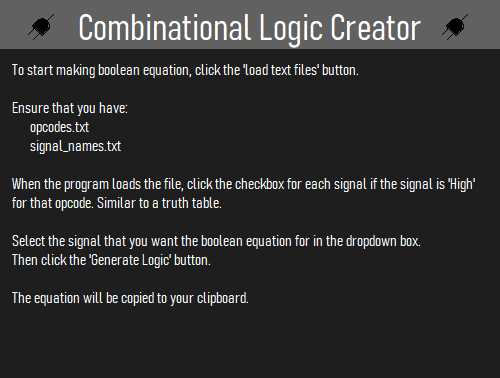 Combinational Logic Creator
To start making boolean equation, click the 'load text files' button.
Ensure that you have:
opcodes.txt
signal_names.txt
When the program loads the file, click the checkbox for each signal if the signal is 'High'
for that opcode. Similar to a truth table.
Select the signal that you want the boolean equation for in the dropdown box.
Then click the 'Generate Logic' button.
The equation will be copied to your clipboard.